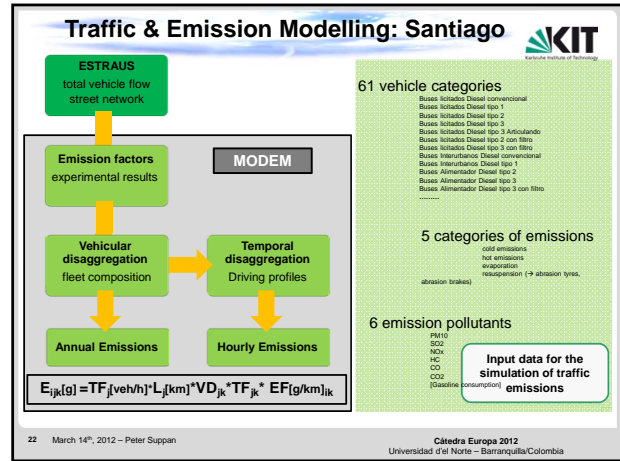 Traffic & Emission Modelling: Santiago
KIT
Karlsruhe Institute of Technology
ESTRAUS
total vehicle flow
street network
Emission factors
experimental results
MODEM
Vehicular
disaggregation
fleet composition
Temporal
disaggregation
Driving profiles
Annual Emissions
Hourly Emissions
E_ijk[g] =TF_j[veh/h]*L_j[km]*VD_jk*TF_jk* EF[g/km]_ik
61 vehicle categories
Buses licitados Diesel convencional
Buses licitados Diesel tipo 1
Buses licitados Diesel tipo 2
Buses licitados Diesel tipo 3
Buses licitados Diesel tipo 3 Articulando
Buses licitados Diesel tipo 2 con filtro
Buses licitados Diesel tipo 3 con filtro
Buses Interurbanos Diesel convencional
Buses Interurbanos Diesel tipo 1
Buses Alimentador Diesel tipo 2
Buses Alimentador Diesel tipo 3
Buses Alimentador Diesel tipo 3 con filtro
.........
5 categories of emissions
cold emissions
hot emissions
evaporation
resuspension (→ abrasion tyres,
abrasion brakes)
6 emission pollutants
PM10
SO2
NOx
HC
CO
CO2
[Gasoline consumption]
Input data for the
simulation of traffic
emissions
22 March 14th, 2012 – Peter Suppan
Cátedra Europa 2012
Universidad d'el Norte – Barranquilla/Colombia